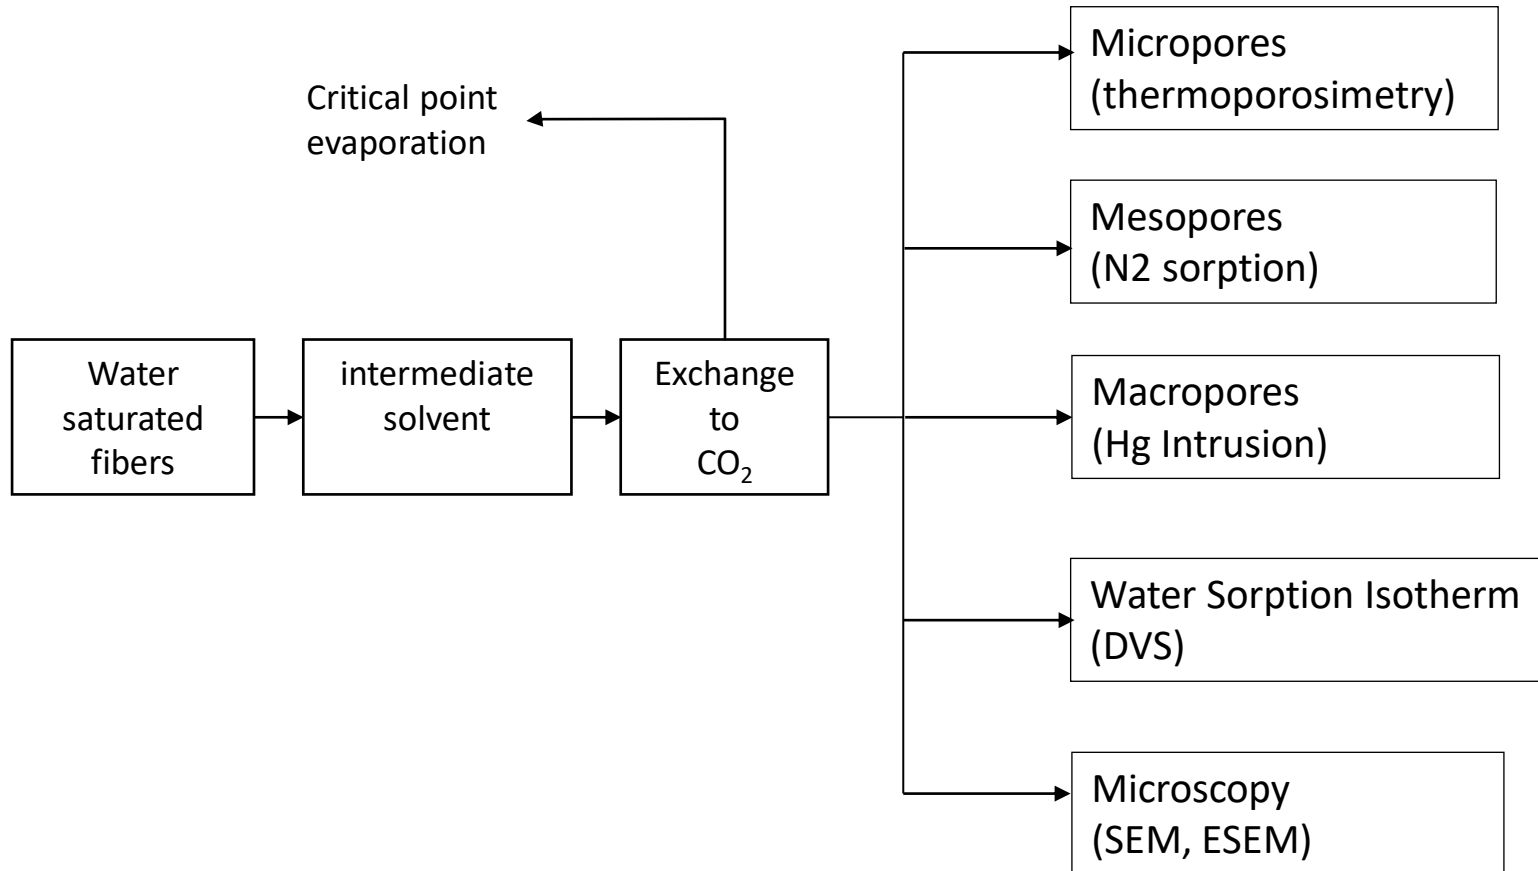 Micropores
(thermoporosimetry)
Critical point
evaporation
Mesopores
(N2 sorption)
Water
saturated
fibers
intermediate
solvent
Exchange
to
CO₂
Macropores
(Hg Intrusion)
Water Sorption Isotherm
(DVS)
Microscopy
(SEM, ESEM)